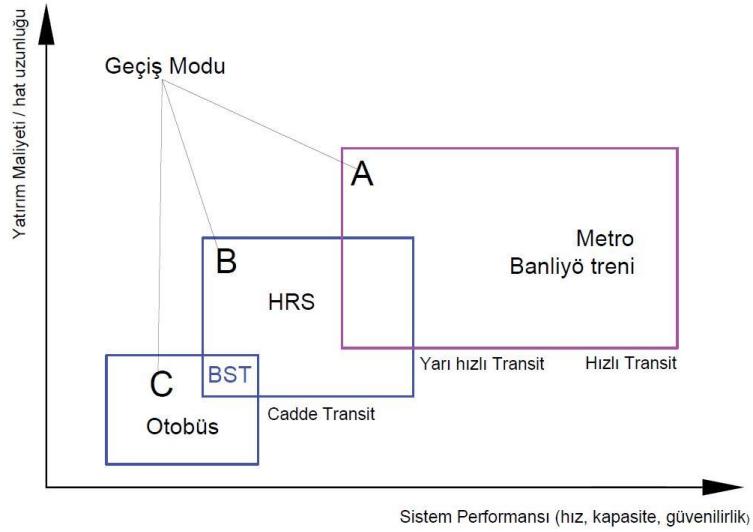 Yatırım Maliyeti / hat uzunluğu
Geçiş Modu
A
Metro
Banliyö treni
B
HRS
Yarı hızlı Transit
Hızlı Transit
BST
C
Cadde Transit
Otobüs
Sistem Performansı (hız, kapasite, güvenilirlik)